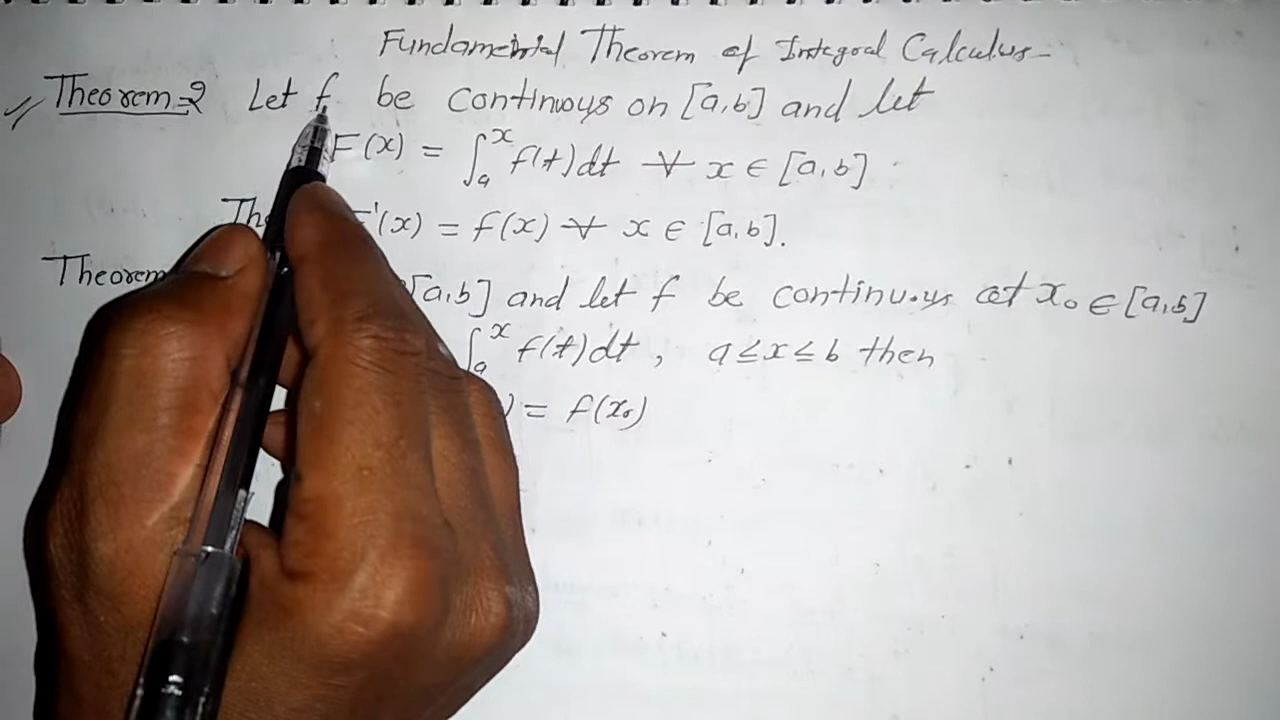 Fundamental Theorem of Integral Calculus-
Theorem-2 Let f be continuoys on [a,b] and let
F(x) = ∫ₐˣ f(t)dt ∀ x ∈ [a,b]
'(x) = f(x) ∀ x ∈ [a,b].
Theorem [a,b] and let f be continuous at x₀ ∈ [a,b]
∫ₐˣ f(t)dt, a ≤ x ≤ b then
) = f(x₀)